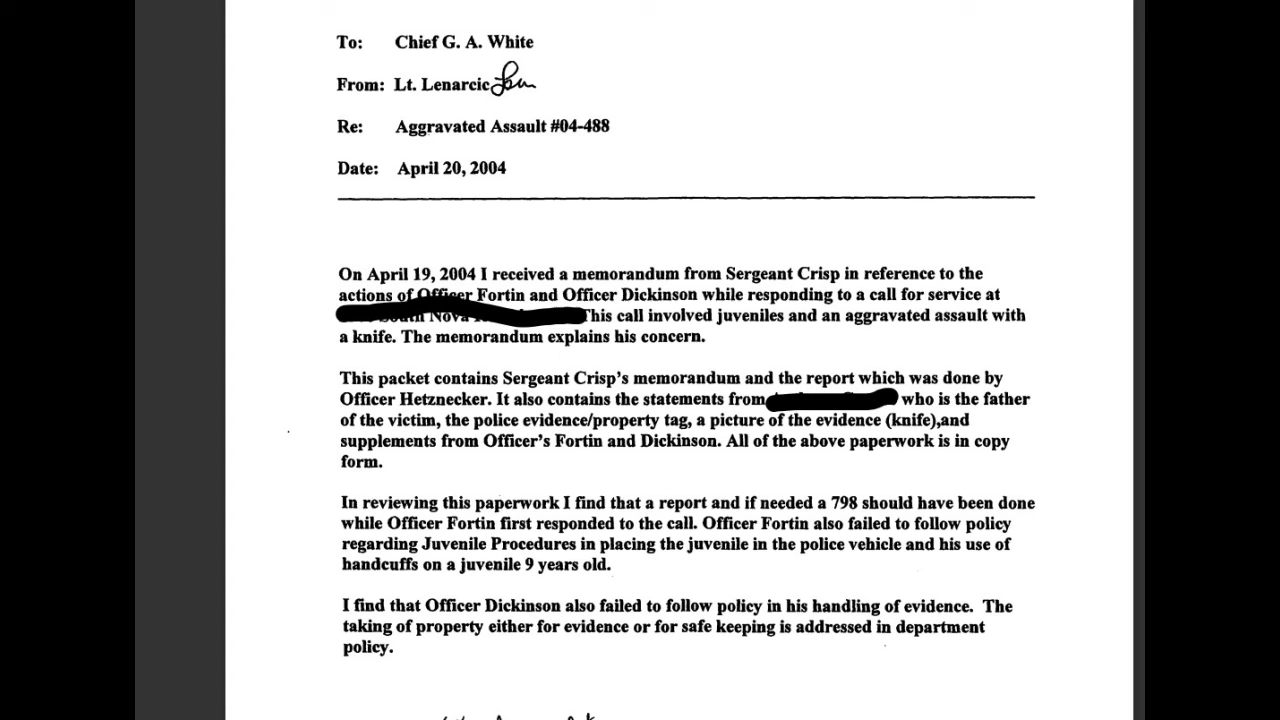 To: Chief G. A. White
From: Lt. Lenarcic
Re: Aggravated Assault #04-488
Date: April 20, 2004
On April 19, 2004 I received a memorandum from Sergeant Crisp in reference to the
actions of Officer Fortin and Officer Dickinson while responding to a call for service at
South Nova This call involved juveniles and an aggravated assault with
a knife. The memorandum explains his concern.
This packet contains Sergeant Crisp's memorandum and the report which was done by
Officer Hetznecker. It also contains the statements from who is the father
of the victim, the police evidence/property tag, a picture of the evidence (knife),and
supplements from Officer's Fortin and Dickinson. All of the above paperwork is in copy
form.
In reviewing this paperwork I find that a report and if needed a 798 should have been done
while Officer Fortin first responded to the call. Officer Fortin also failed to follow policy
regarding Juvenile Procedures in placing the juvenile in the police vehicle and his use of
handcuffs on a juvenile 9 years old.
I find that Officer Dickinson also failed to follow policy in his handling of evidence. The
taking of property either for evidence or for safe keeping is addressed in department
policy.